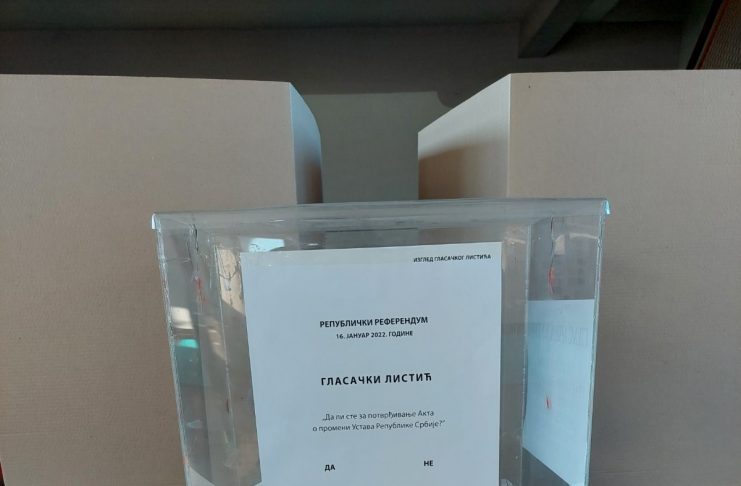 ИЗГЛЕД ГЛАСАЧКОГ ЛИСТИЋА
РЕПУБЛИЧКИ РЕФЕРЕНДУМ
16. ЈАНУАР 2022. ГОДИНЕ
ГЛАСАЧКИ ЛИСТИЋ
„Да ли сте за потврђивање Акта
о промени Устава Републике Србије?“
ДА НЕ